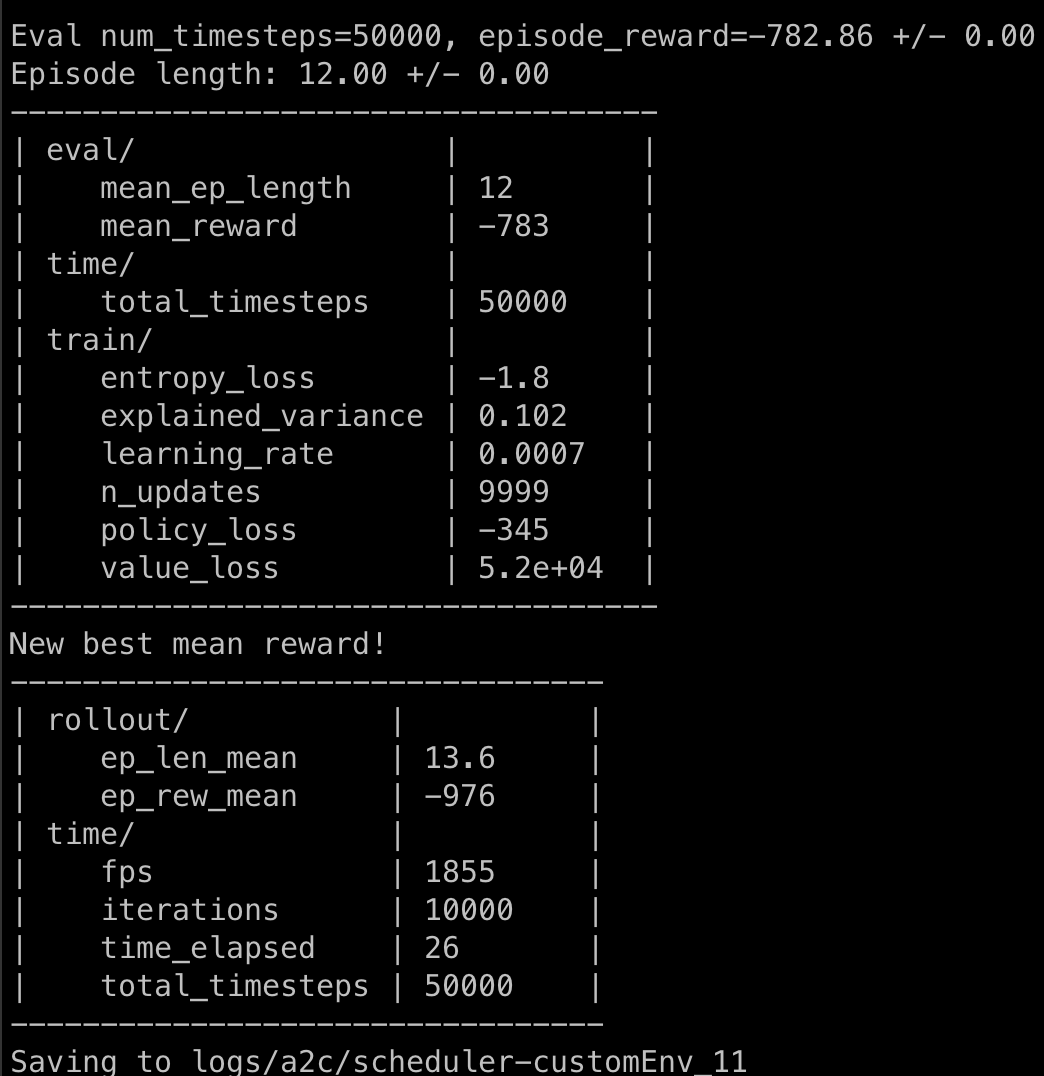 Eval num_timesteps=50000, episode_reward=-782.86 +/- 0.00
Episode length: 12.00 +/- 0.00
------------------------------------
| eval/                 |          |
|    mean_ep_length     | 12       |
|    mean_reward        | -783     |
| time/                 |          |
|    total_timesteps    | 50000    |
| train/                |          |
|    entropy_loss       | -1.8     |
|    explained_variance | 0.102    |
|    learning_rate      | 0.0007   |
|    n_updates          | 9999     |
|    policy_loss        | -345     |
|    value_loss         | 5.2e+04  |
------------------------------------
New best mean reward!
---------------------------------
| rollout/           |          |
|    ep_len_mean     | 13.6     |
|    ep_rew_mean     | -976     |
| time/              |          |
|    fps             | 1855     |
|    iterations      | 10000    |
|    time_elapsed    | 26       |
|    total_timesteps | 50000    |
---------------------------------
Saving to logs/a2c/scheduler-customEnv_11